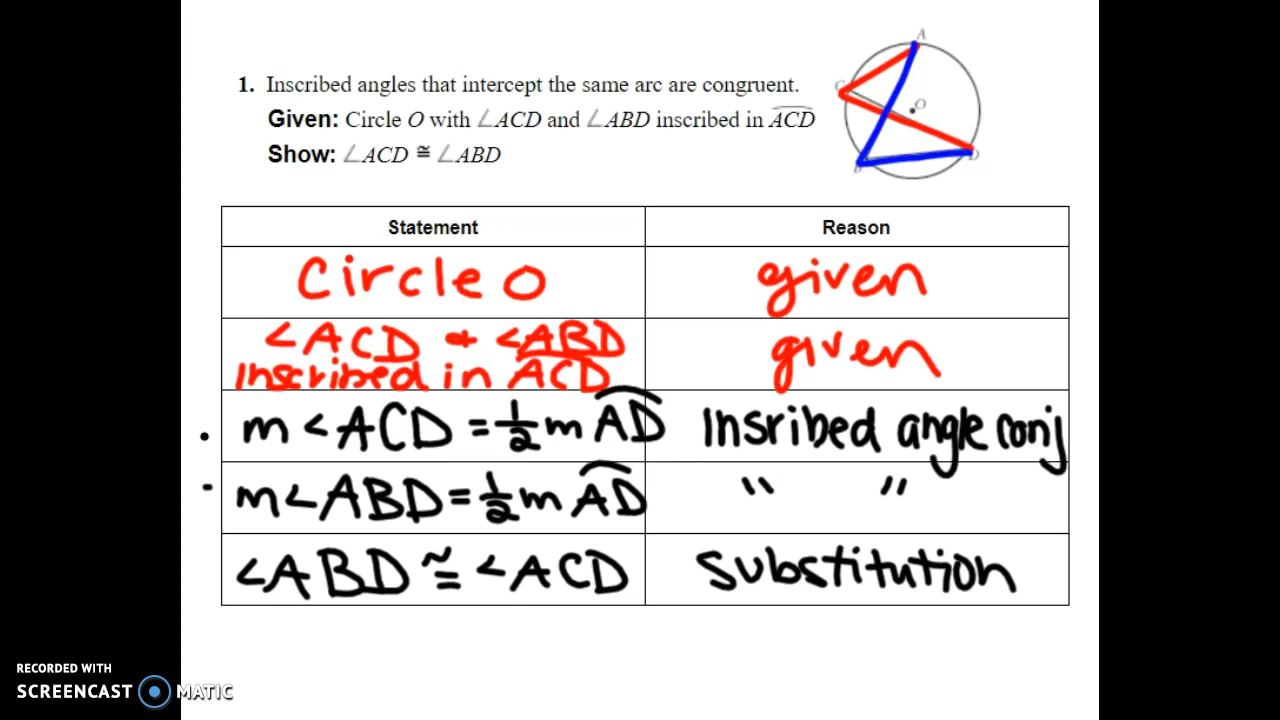 1. Inscribed angles that intercept the same arc are congruent.
Given: Circle O with ∠ACD and ∠ABD inscribed in ACD
Show: ∠ACD ≅ ∠ABD
A
C
O
D
B
Statement Reason
Circle O given
∠ACD + ∠ABD
Inscribed in ACD given
m∠ACD = 1/2 m AD Insribed angle conj
m∠ABD = 1/2 m AD " "
∠ABD ≅ ∠ACD Substitution
RECORDED WITH
SCREENCAST MATIC